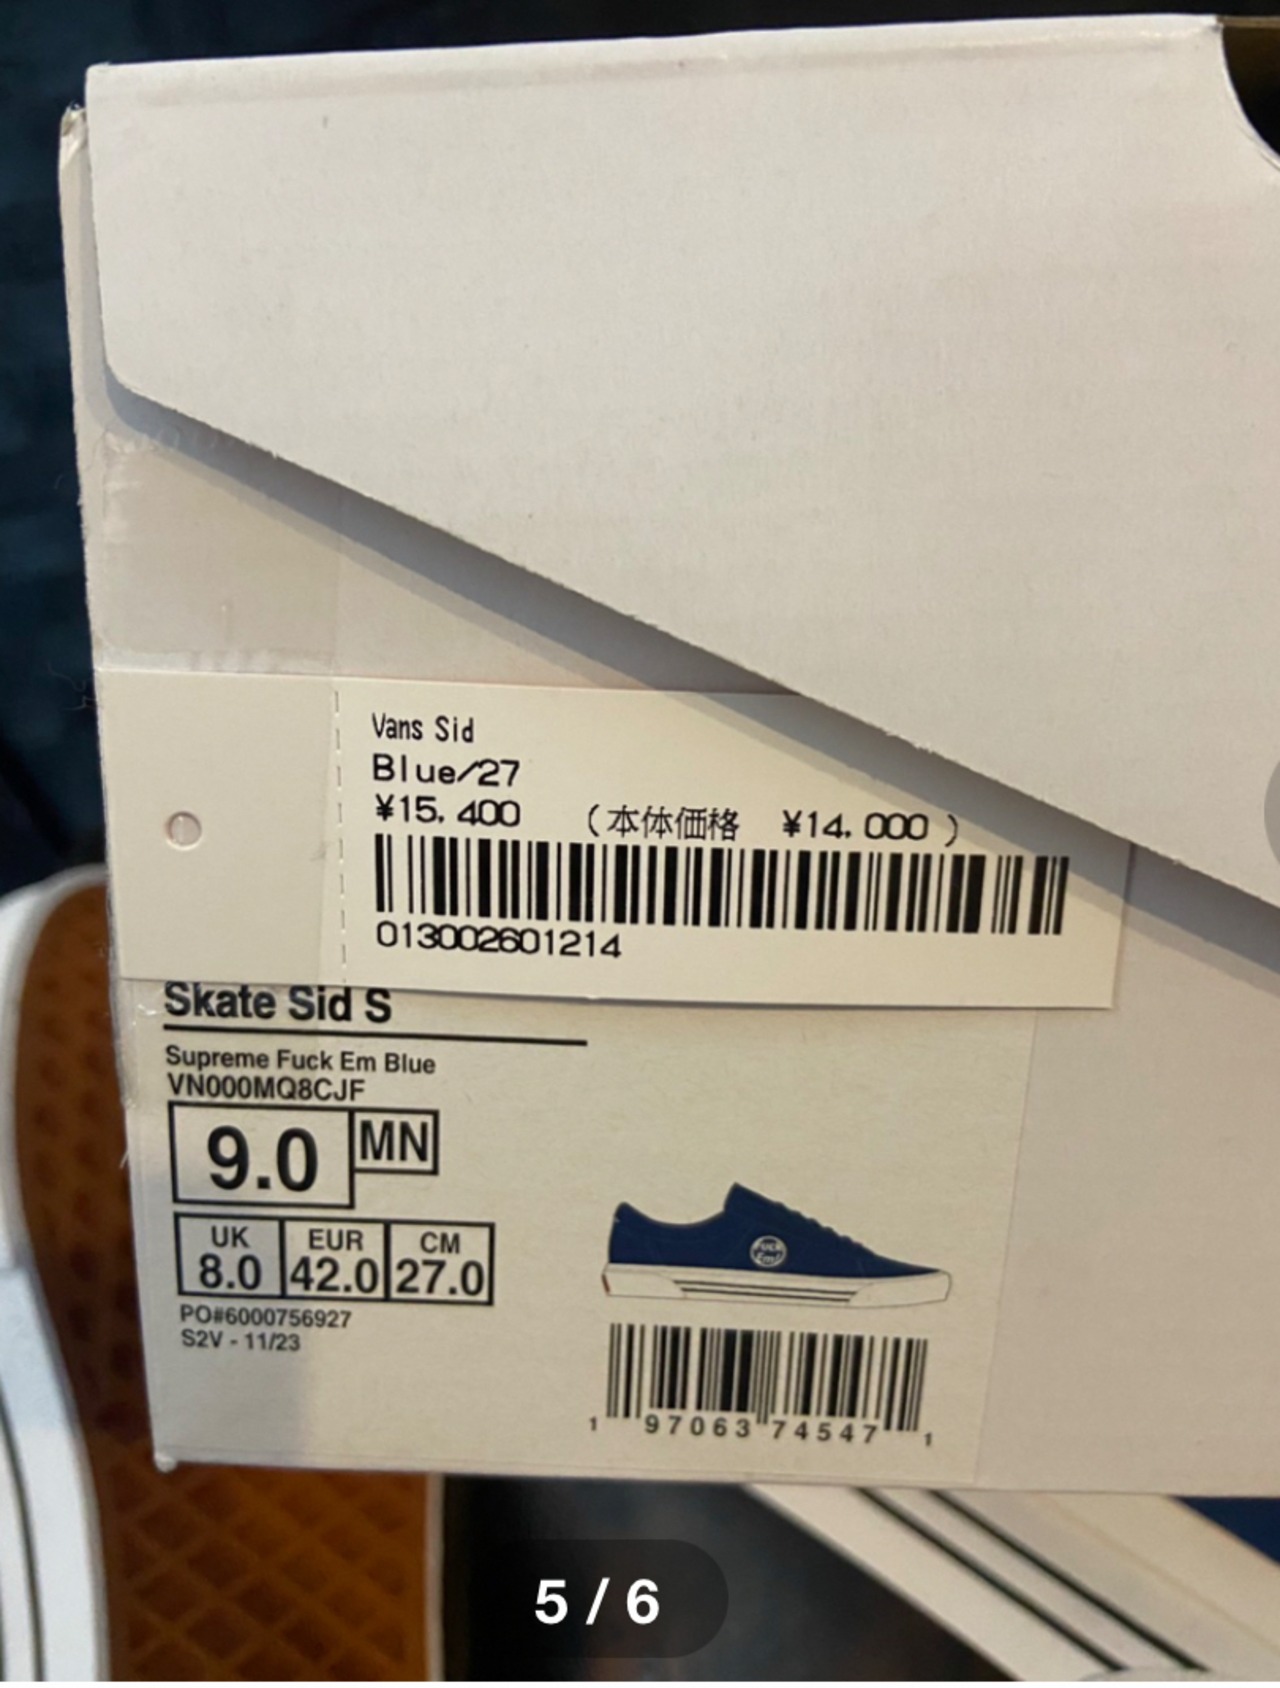 Vans Sid
Blue/27
¥15,400 (本体価格 ¥14,000)
013002601214
Skate Sid S
Supreme Fuck Em Blue
VN000MQ8CJF
9.0 MN
UK EUR CM
8.0 42.0 27.0
PO#6000756927
S2V - 11/23
Fuck Em!
1 97063 74547 1
5 / 6